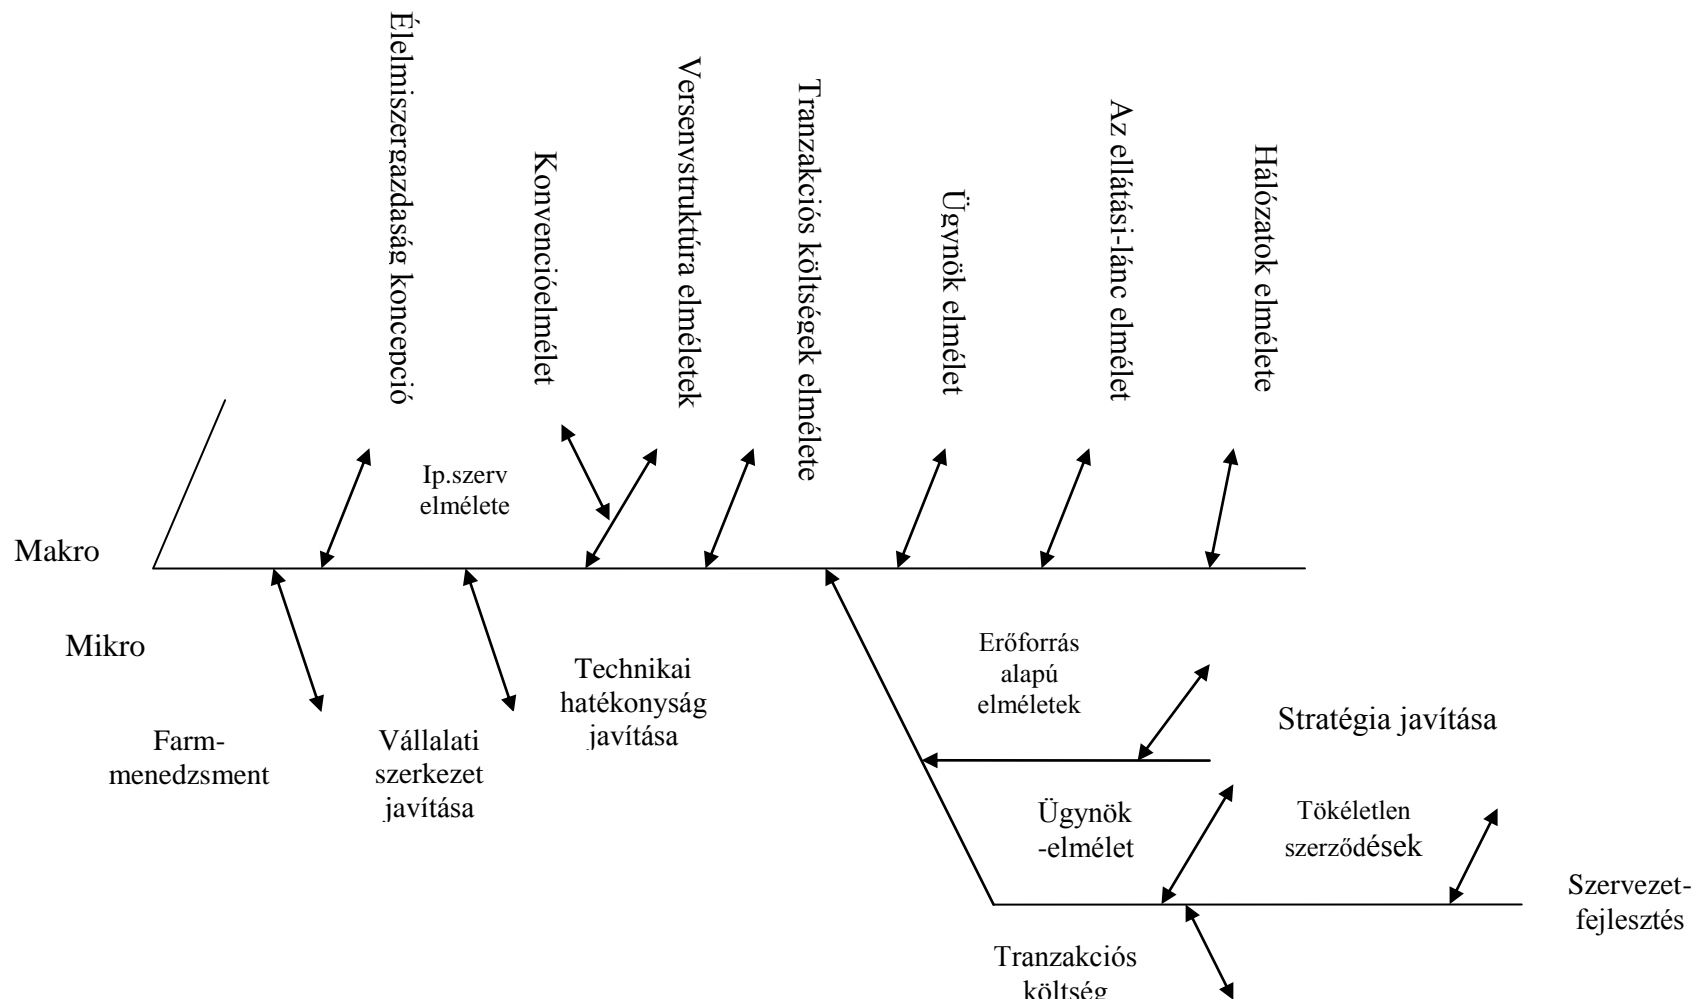 Élelmiszergazdaság koncepció
Konvencióelmélet
Versenystruktúra elméletek
Tranzakciós költségek elmélete
Ügynök elmélet
Az ellátási-lánc elmélet
Hálózatok elmélete
Ip.szerv
elmélete
Makro
Mikro
Farm-
menedzsment
Vállalati
szerkezet
javítása
Technikai
hatékonyság
javítása
Erőforrás
alapú
elméletek
Stratégia javítása
Ügynök
-elmélet
Tökéletlen
szerződések
Szervezet-
fejlesztés
Tranzakciós
költség